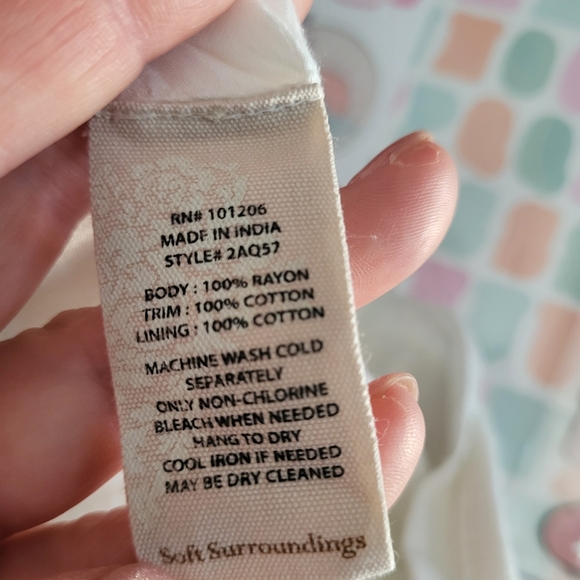 RN# 101206
MADE IN INDIA
STYLE# 2AQ57
BODY : 100% RAYON
TRIM : 100% COTTON
LINING : 100% COTTON
MACHINE WASH COLD
SEPARATELY
ONLY NON-CHLORINE
BLEACH WHEN NEEDED
HANG TO DRY
COOL IRON IF NEEDED
MAY BE DRY CLEANED
Soft Surroundings